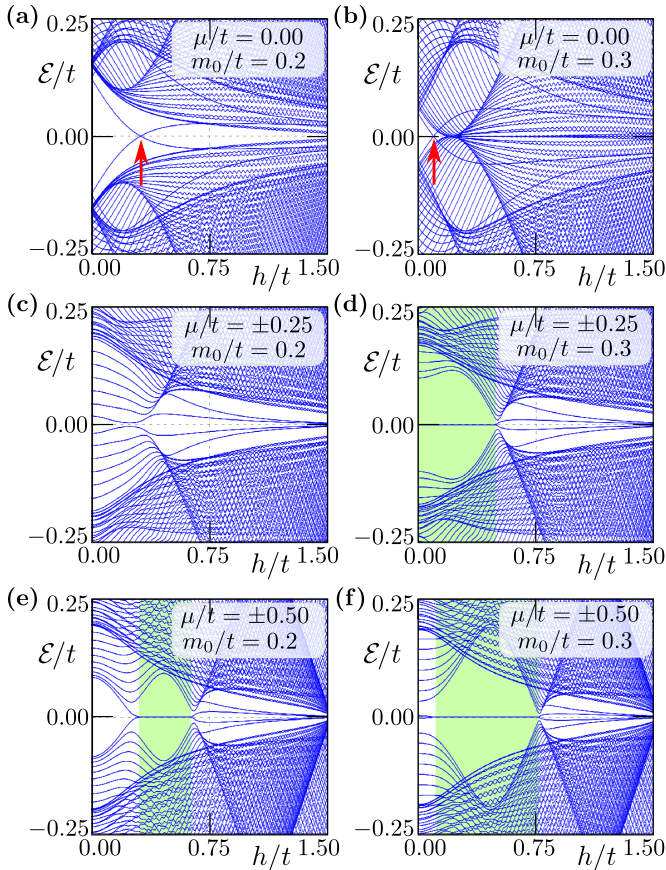 (a)
0.25
μ/t = 0.00
m₀/t = 0.2
ℰ/t
0.00
−0.25
0.00
h/t
0.75
1.50
(b)
0.25
μ/t = 0.00
m₀/t = 0.3
ℰ/t
0.00
−0.25
0.00
0.75
h/t
1.50
(c)
0.25
μ/t = ±0.25
m₀/t = 0.2
ℰ/t
0.00
−0.25
0.00
0.75
h/t
1.50
(d)
0.25
μ/t = ±0.25
m₀/t = 0.3
ℰ/t
0.00
−0.25
0.00
0.75
h/t
1.50
(e)
0.25
μ/t = ±0.50
m₀/t = 0.2
ℰ/t
0.00
−0.25
0.00
0.75
h/t
1.50
(f)
0.25
μ/t = ±0.50
m₀/t = 0.3
ℰ/t
0.00
−0.25
0.00
0.75
h/t
1.50